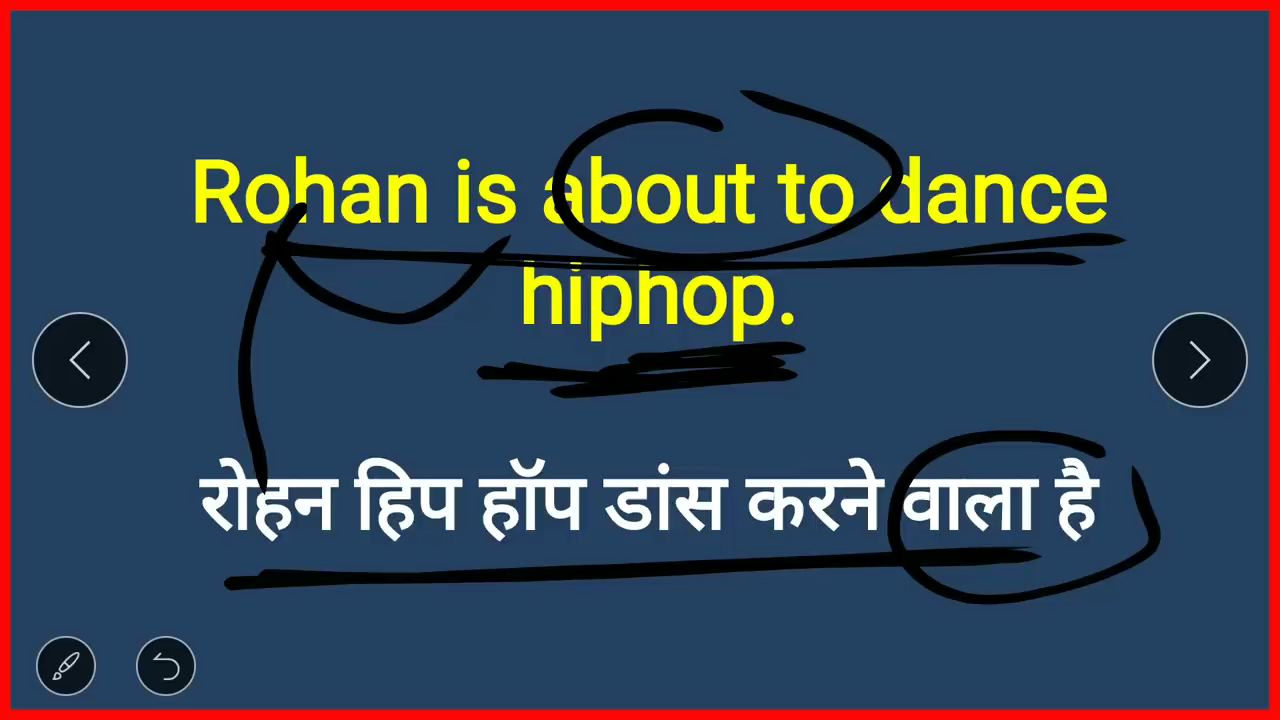 Rohan is about to dance
hiphop.
रोहन हिप हॉप डांस करने वाला है